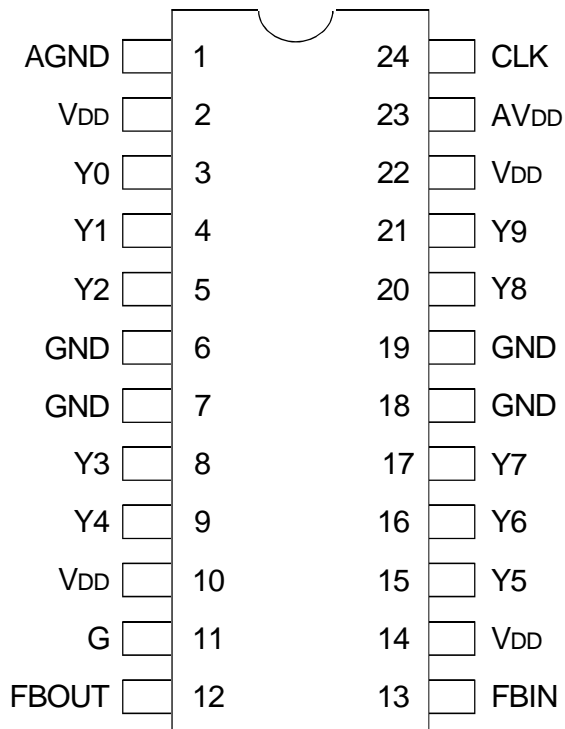 AGND 1 24 CLK
VDD 2 23 AVDD
Y0 3 22 VDD
Y1 4 21 Y9
Y2 5 20 Y8
GND 6 19 GND
GND 7 18 GND
Y3 8 17 Y7
Y4 9 16 Y6
VDD 10 15 Y5
G 11 14 VDD
FBOUT 12 13 FBIN